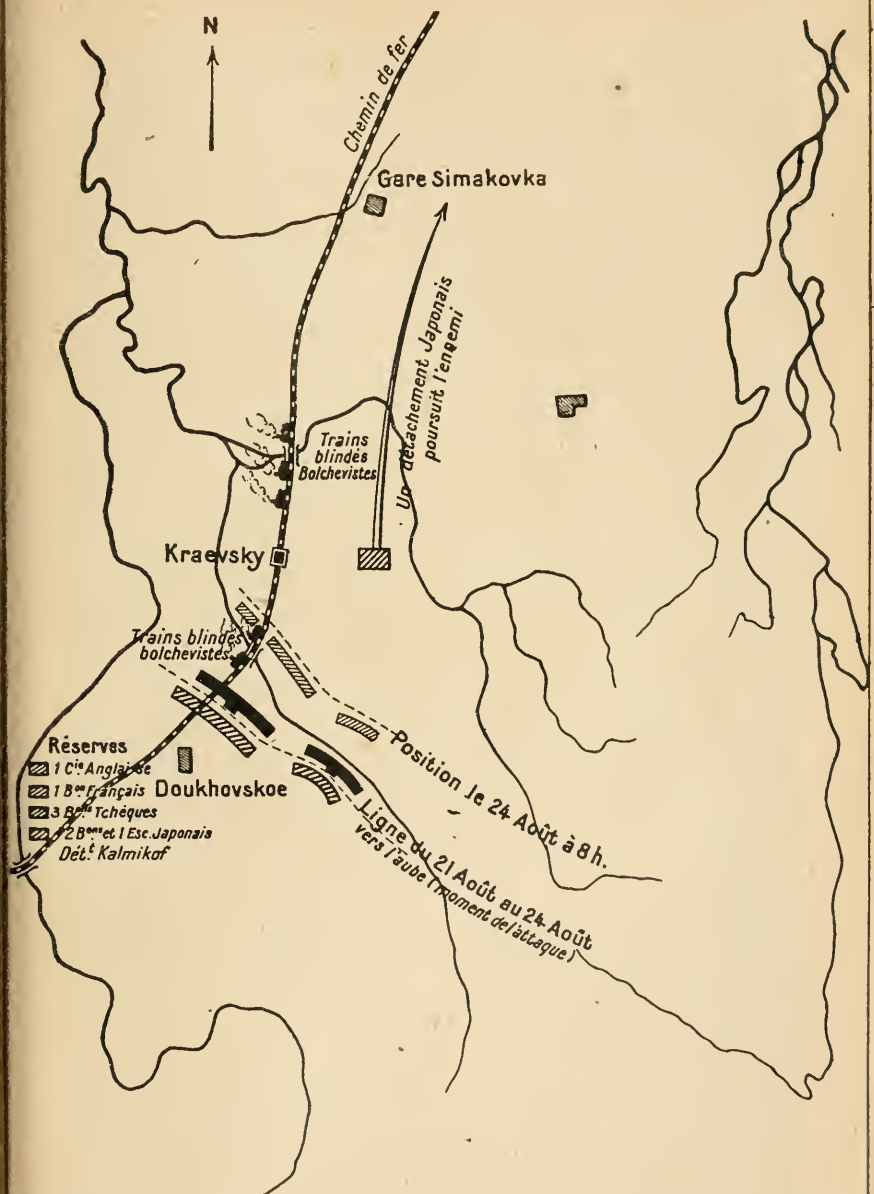 N
Chemin de fer
Gare Simakovka
Un détachement Japonais
poursuit l'ennemi
Trains
blindés
Bolchevistes
Kraevsky
Trains blindés
bolchevistes
Réserves
1 Cie Anglaise
1 Bon Français
Doukhovskoe
3 Bons Tchèques
2 Bons et 1 Esc. Japonais
Dét.t Kalmikof
Position le 24 Août à 8h.
Ligne du 21 Août au 24 Août
vers l'aube (moment de l'attaque)